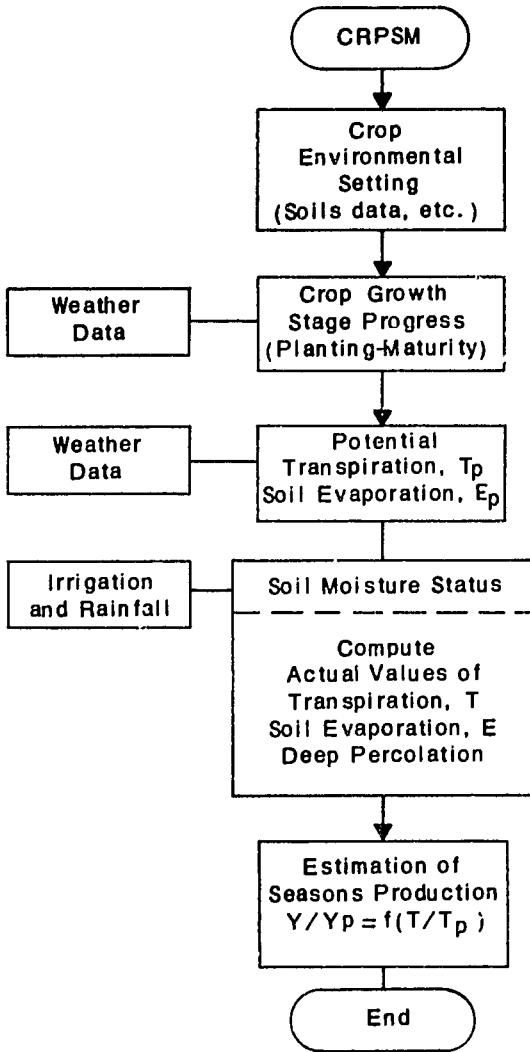 CRPSM
Crop
Environmental
Setting
(Soils data, etc.)
Weather
Data
Crop Growth
Stage Progress
(Planting-Maturity)
Weather
Data
Potential
Transpiration, Tp
Soil Evaporation, Ep
Irrigation
and Rainfall
Soil Moisture Status
Compute
Actual Values of
Transpiration, T
Soil Evaporation, E
Deep Percolation
Estimation of
Seasons Production
Y/Yp = f(T/Tp)
End